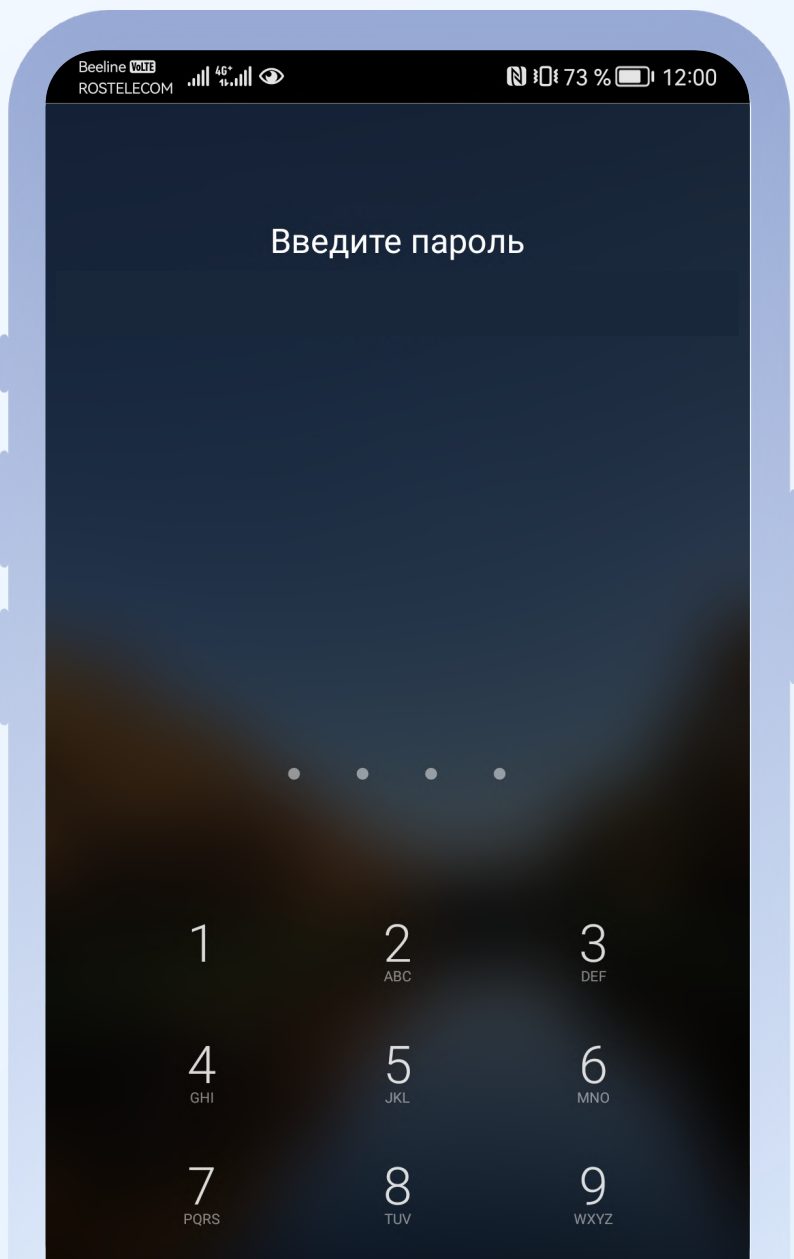 Beeline VoLTE
ROSTELECOM
4G+
73 % 12:00
Введите пароль
1 2 3
ABC DEF
4 5 6
GHI JKL MNO
7 8 9
PQRS TUV WXYZ